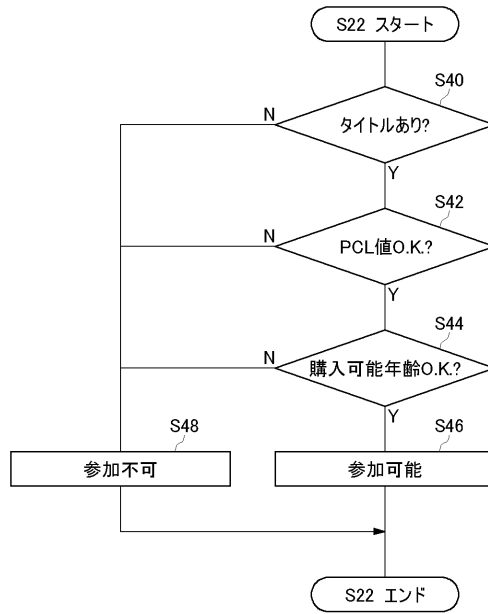 S22 スタート
S40
タイトルあり?
N
Y
S42
PCL値O.K.?
N
Y
S44
購入可能年齢O.K.?
N
Y
S48
参加不可
S46
参加可能
S22 エンド